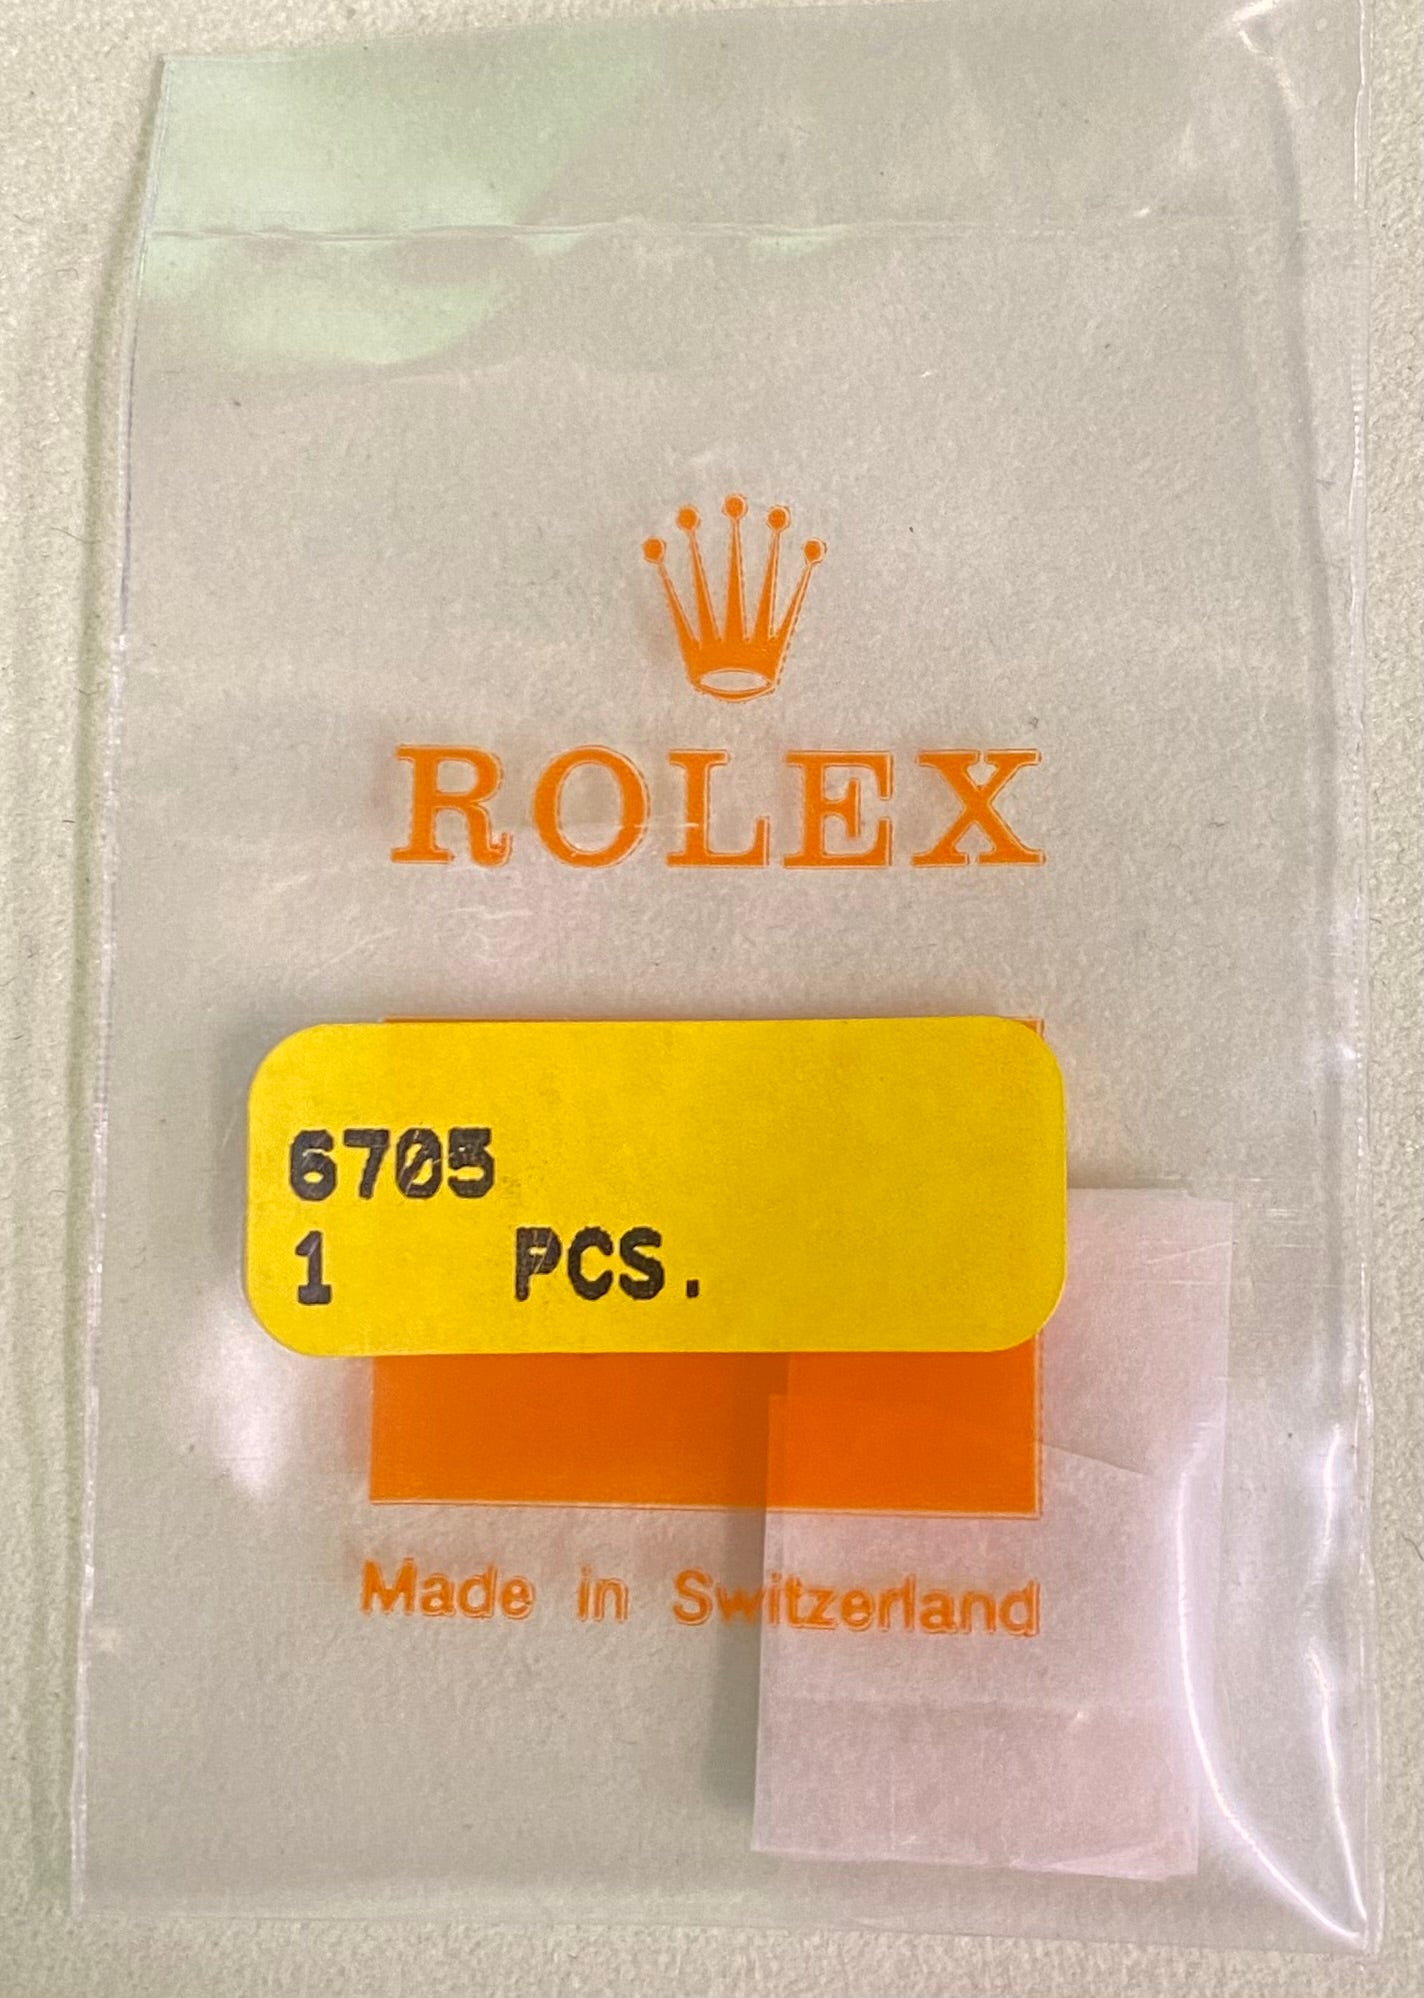 ROLEX
6705
1 PCS.
Made in Switzerland